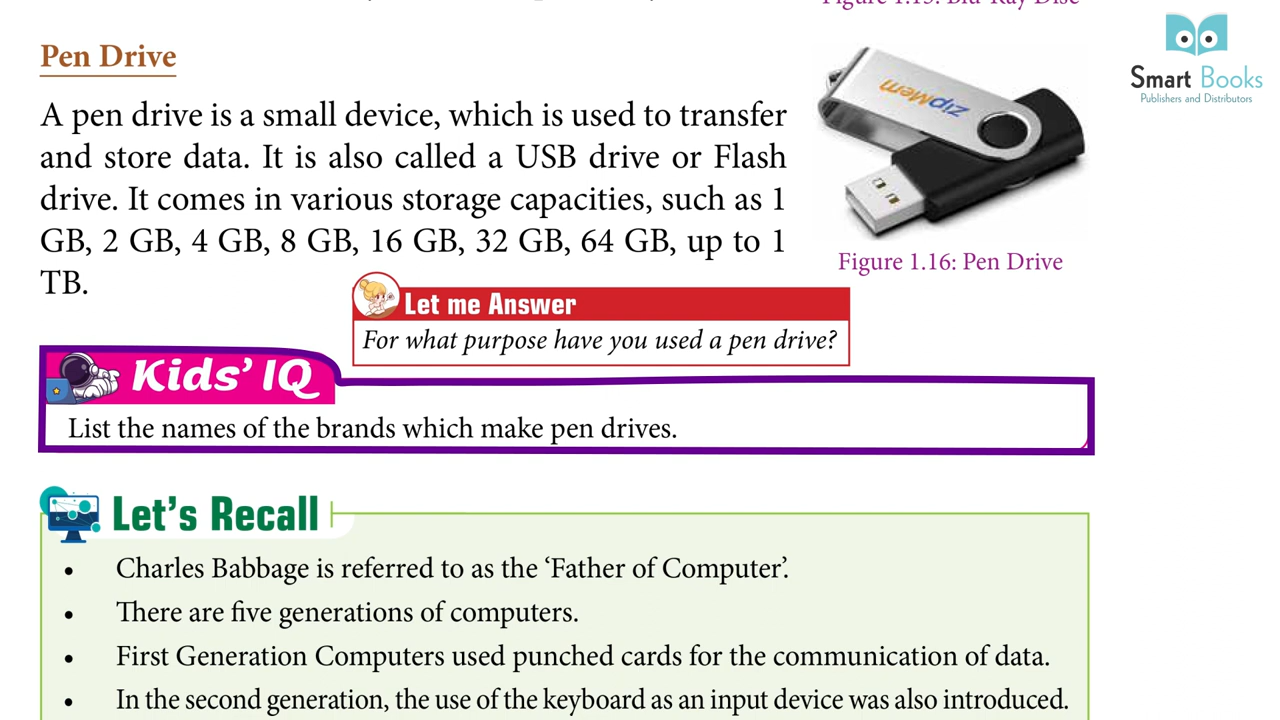 Figure 1.15: Blu-Ray Disc
Pen Drive
A pen drive is a small device, which is used to transfer
and store data. It is also called a USB drive or Flash
drive. It comes in various storage capacities, such as 1
GB, 2 GB, 4 GB, 8 GB, 16 GB, 32 GB, 64 GB, up to 1
TB.
zipMem
Figure 1.16: Pen Drive
Smart Books
Publishers and Distributors
Let me Answer
For what purpose have you used a pen drive?
Kids’ IQ
List the names of the brands which make pen drives.
Let’s Recall
• Charles Babbage is referred to as the ‘Father of Computer’.
• There are five generations of computers.
• First Generation Computers used punched cards for the communication of data.
• In the second generation, the use of the keyboard as an input device was also introduced.